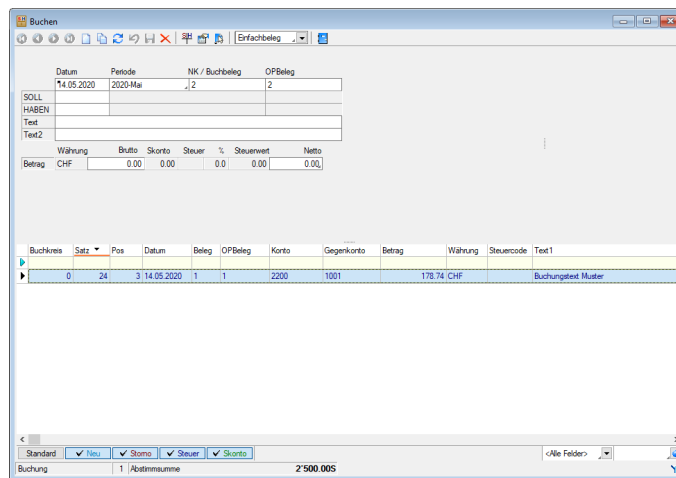 Buchen
Einfachbeleg
Datum Periode NK / Buchbeleg OPBeleg
14.05.2020 2020-Mai 2 2
SOLL
HABEN
Text
Text2
Währung Brutto Skonto Steuer % Steuerwert Netto
Betrag CHF 0.00 0.00 0.0 0.00 0.00
Buchkreis Satz Pos Datum Beleg OPBeleg Konto Gegenkonto Betrag Währung Steuercode Text1
0 24 3 14.05.2020 1 1 2200 1001 178.74 CHF Buchungstext Muster
Standard Neu Storno Steuer Skonto <Alle Felder>
Buchung 1 Abstimmsumme 2'500.00S